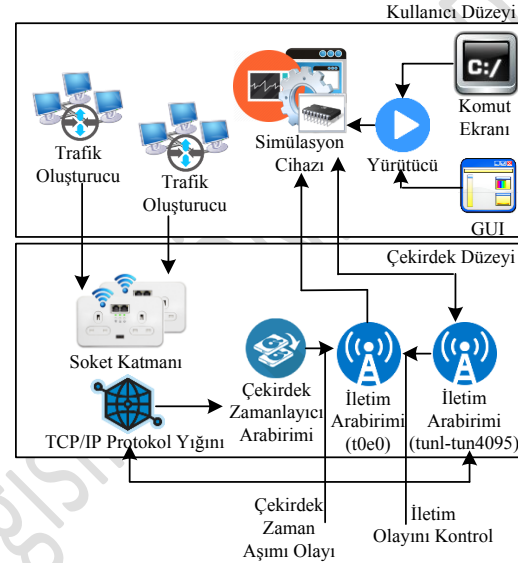 Kullanıcı Düzeyi
C:/
Komut
Ekranı
Simülasyon
Cihazı
Yürütücü
Trafik
Oluşturucu
Trafik
Oluşturucu
GUI
Çekirdek Düzeyi
Soket Katmanı
Çekirdek
Zamanlayıcı
Arabirimi
İletim
Arabirimi
(t0e0)
İletim
Arabirimi
(tunl-tun4095)
TCP/IP Protokol Yığını
Çekirdek
Zaman
Aşımı Olayı
İletim
Olayını Kontrol